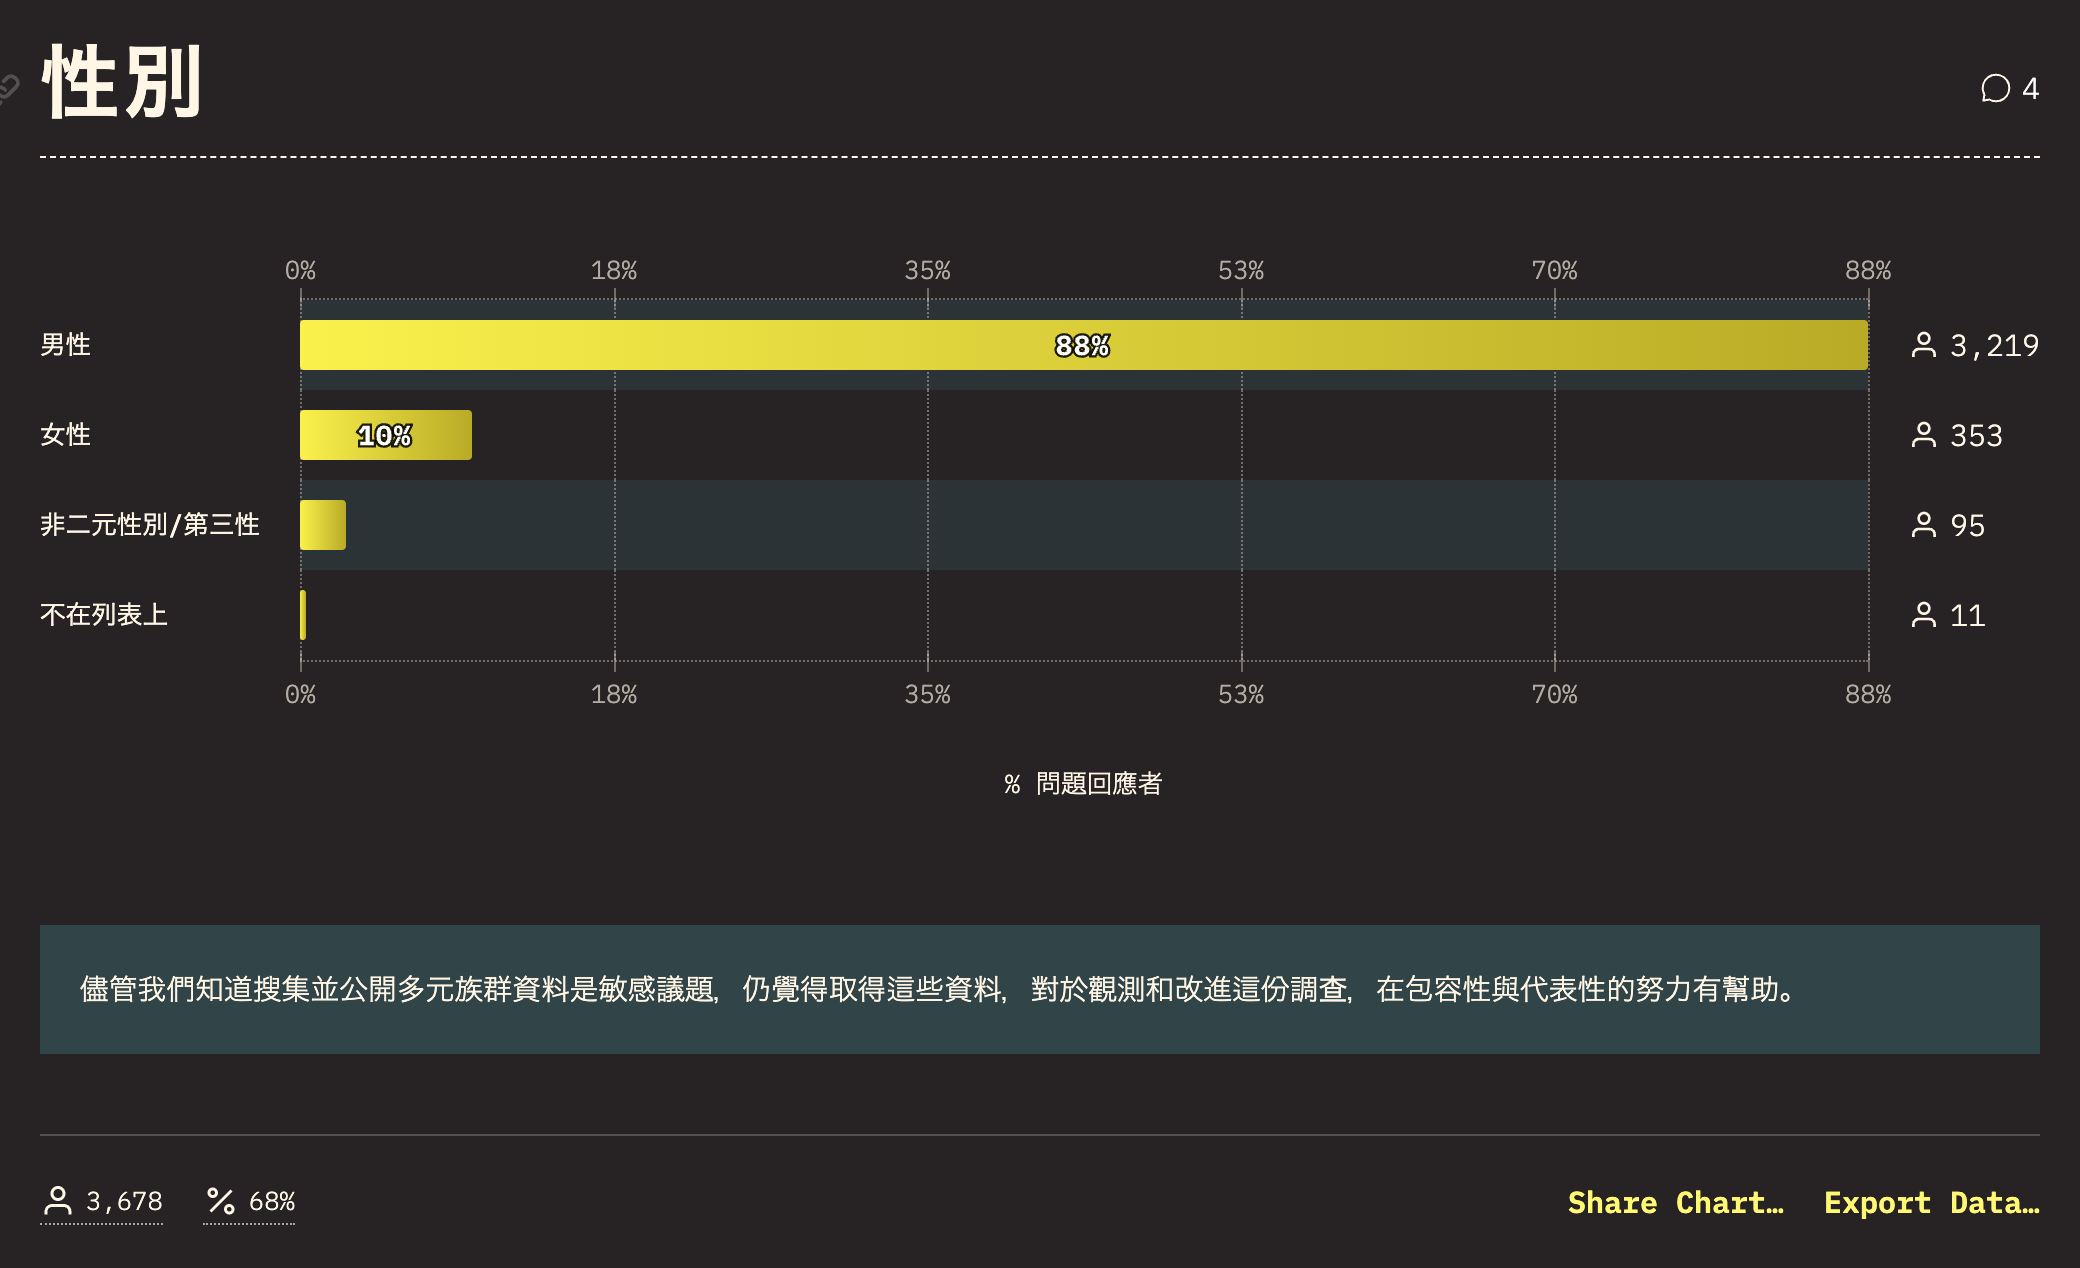 性別
4
0% 18% 35% 53% 70% 88%
男性 88% 3,219
女性 10% 353
非二元性別/第三性 95
不在列表上 11
0% 18% 35% 53% 70% 88%
% 問題回應者
儘管我們知道搜集並公開多元族群資料是敏感議題，仍覺得取得這些資料，對於觀測和改進這份調查，在包容性與代表性的努力有幫助。
3,678 68% Share Chart… Export Data…